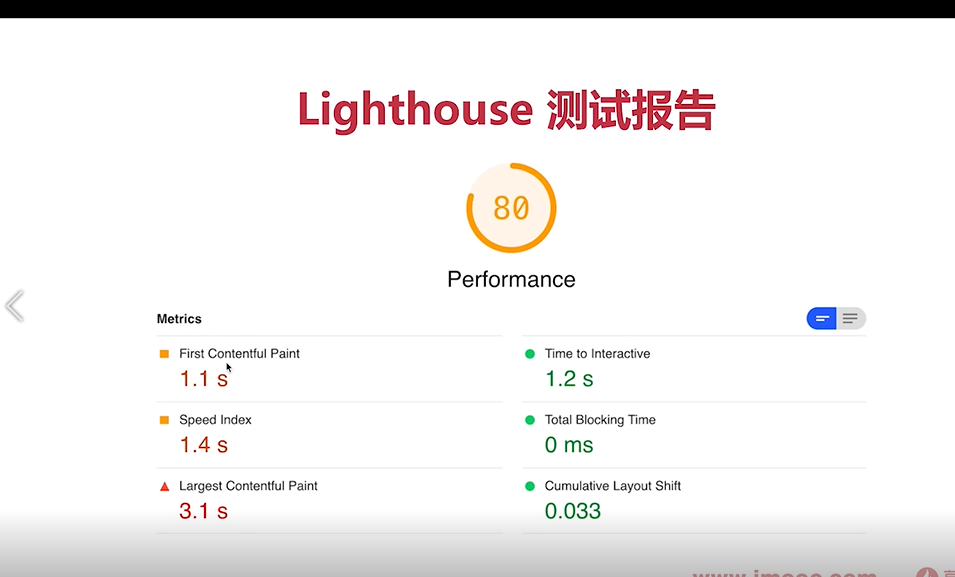 Lighthouse 测试报告
80
Performance
Metrics
First Contentful Paint
1.1 s
Time to Interactive
1.2 s
Speed Index
1.4 s
Total Blocking Time
0 ms
Largest Contentful Paint
3.1 s
Cumulative Layout Shift
0.033